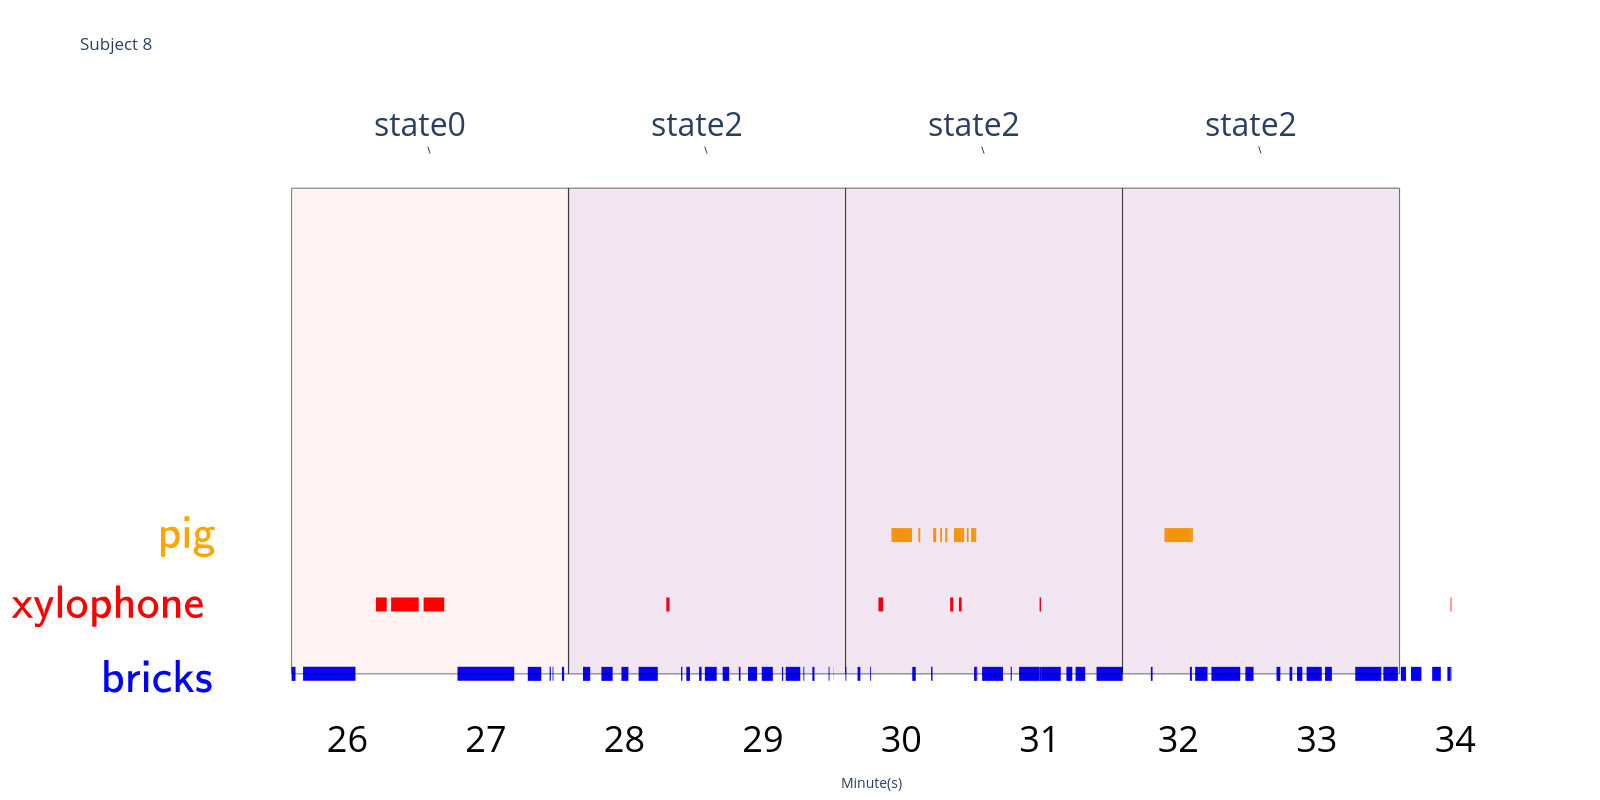 Subject 8
state0 state2 state2 state2
pig
xylophone
bricks
26 27 28 29 30 31 32 33 34
Minute(s)